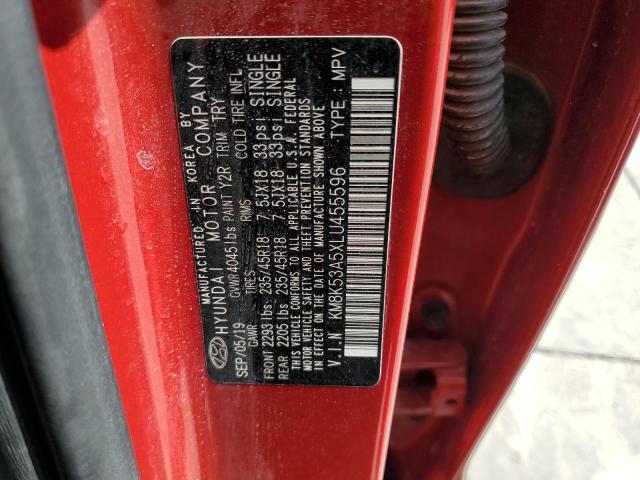 MANUFACTURED IN KOREA BY
HYUNDAI MOTOR COMPANY
SEP/05/19 GVWR 4045 lbs PAINT Y2R TRIM TRY
GAWR TIRES RIMS COLD TIRE INFL
FRONT 2293 lbs 235/45R18 7.5JX18 33 psi SINGLE
REAR 2205 lbs 235/45R18 7.5JX18 33 psi SINGLE
THIS VEHICLE CONFORMS TO ALL APPLICABLE U.S.A. FEDERAL
MOTOR VEHICLE SAFETY, BUMPER, AND THEFT PREVENTION STANDARDS
IN EFFECT ON THE DATE OF MANUFACTURE SHOWN ABOVE
V.I.N : KM8K53A5XLU455596 TYPE : MPV